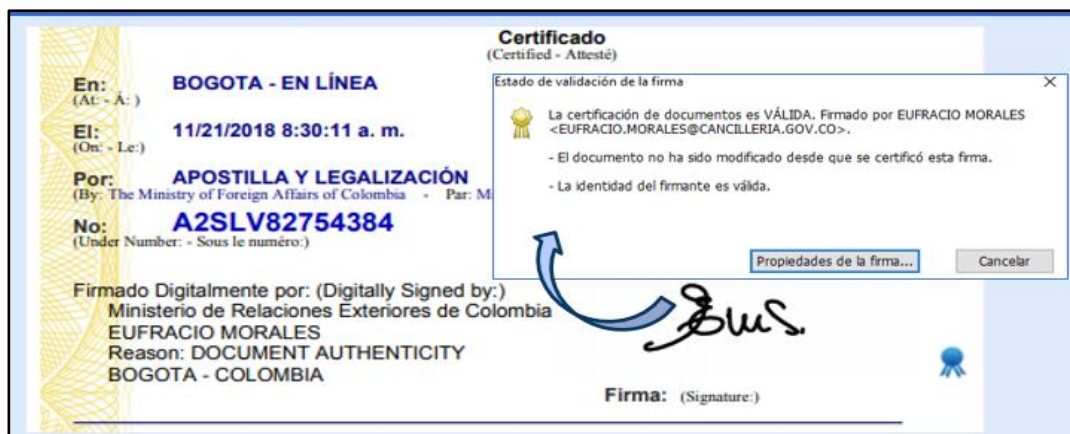 Certificado
(Certified - Attesté)
En: BOGOTA - EN LÍNEA
(At: - À: )
El: 11/21/2018 8:30:11 a. m.
(On: - Le:)
Por: APOSTILLA Y LEGALIZACIÓN
(By: The Ministry of Foreign Affairs of Colombia - Par: M
No: A2SLV82754384
(Under Number: - Sous le numéro:)
Estado de validación de la firma
La certificación de documentos es VÁLIDA. Firmado por EUFRACIO MORALES
<EUFRACIO.MORALES@CANCILLERIA.GOV.CO>.
- El documento no ha sido modificado desde que se certificó esta firma.
- La identidad del firmante es válida.
Propiedades de la firma... Cancelar
Firmado Digitalmente por: (Digitally Signed by:)
Ministerio de Relaciones Exteriores de Colombia
EUFRACIO MORALES
Reason: DOCUMENT AUTHENTICITY
BOGOTA - COLOMBIA
Firma: (Signature:)